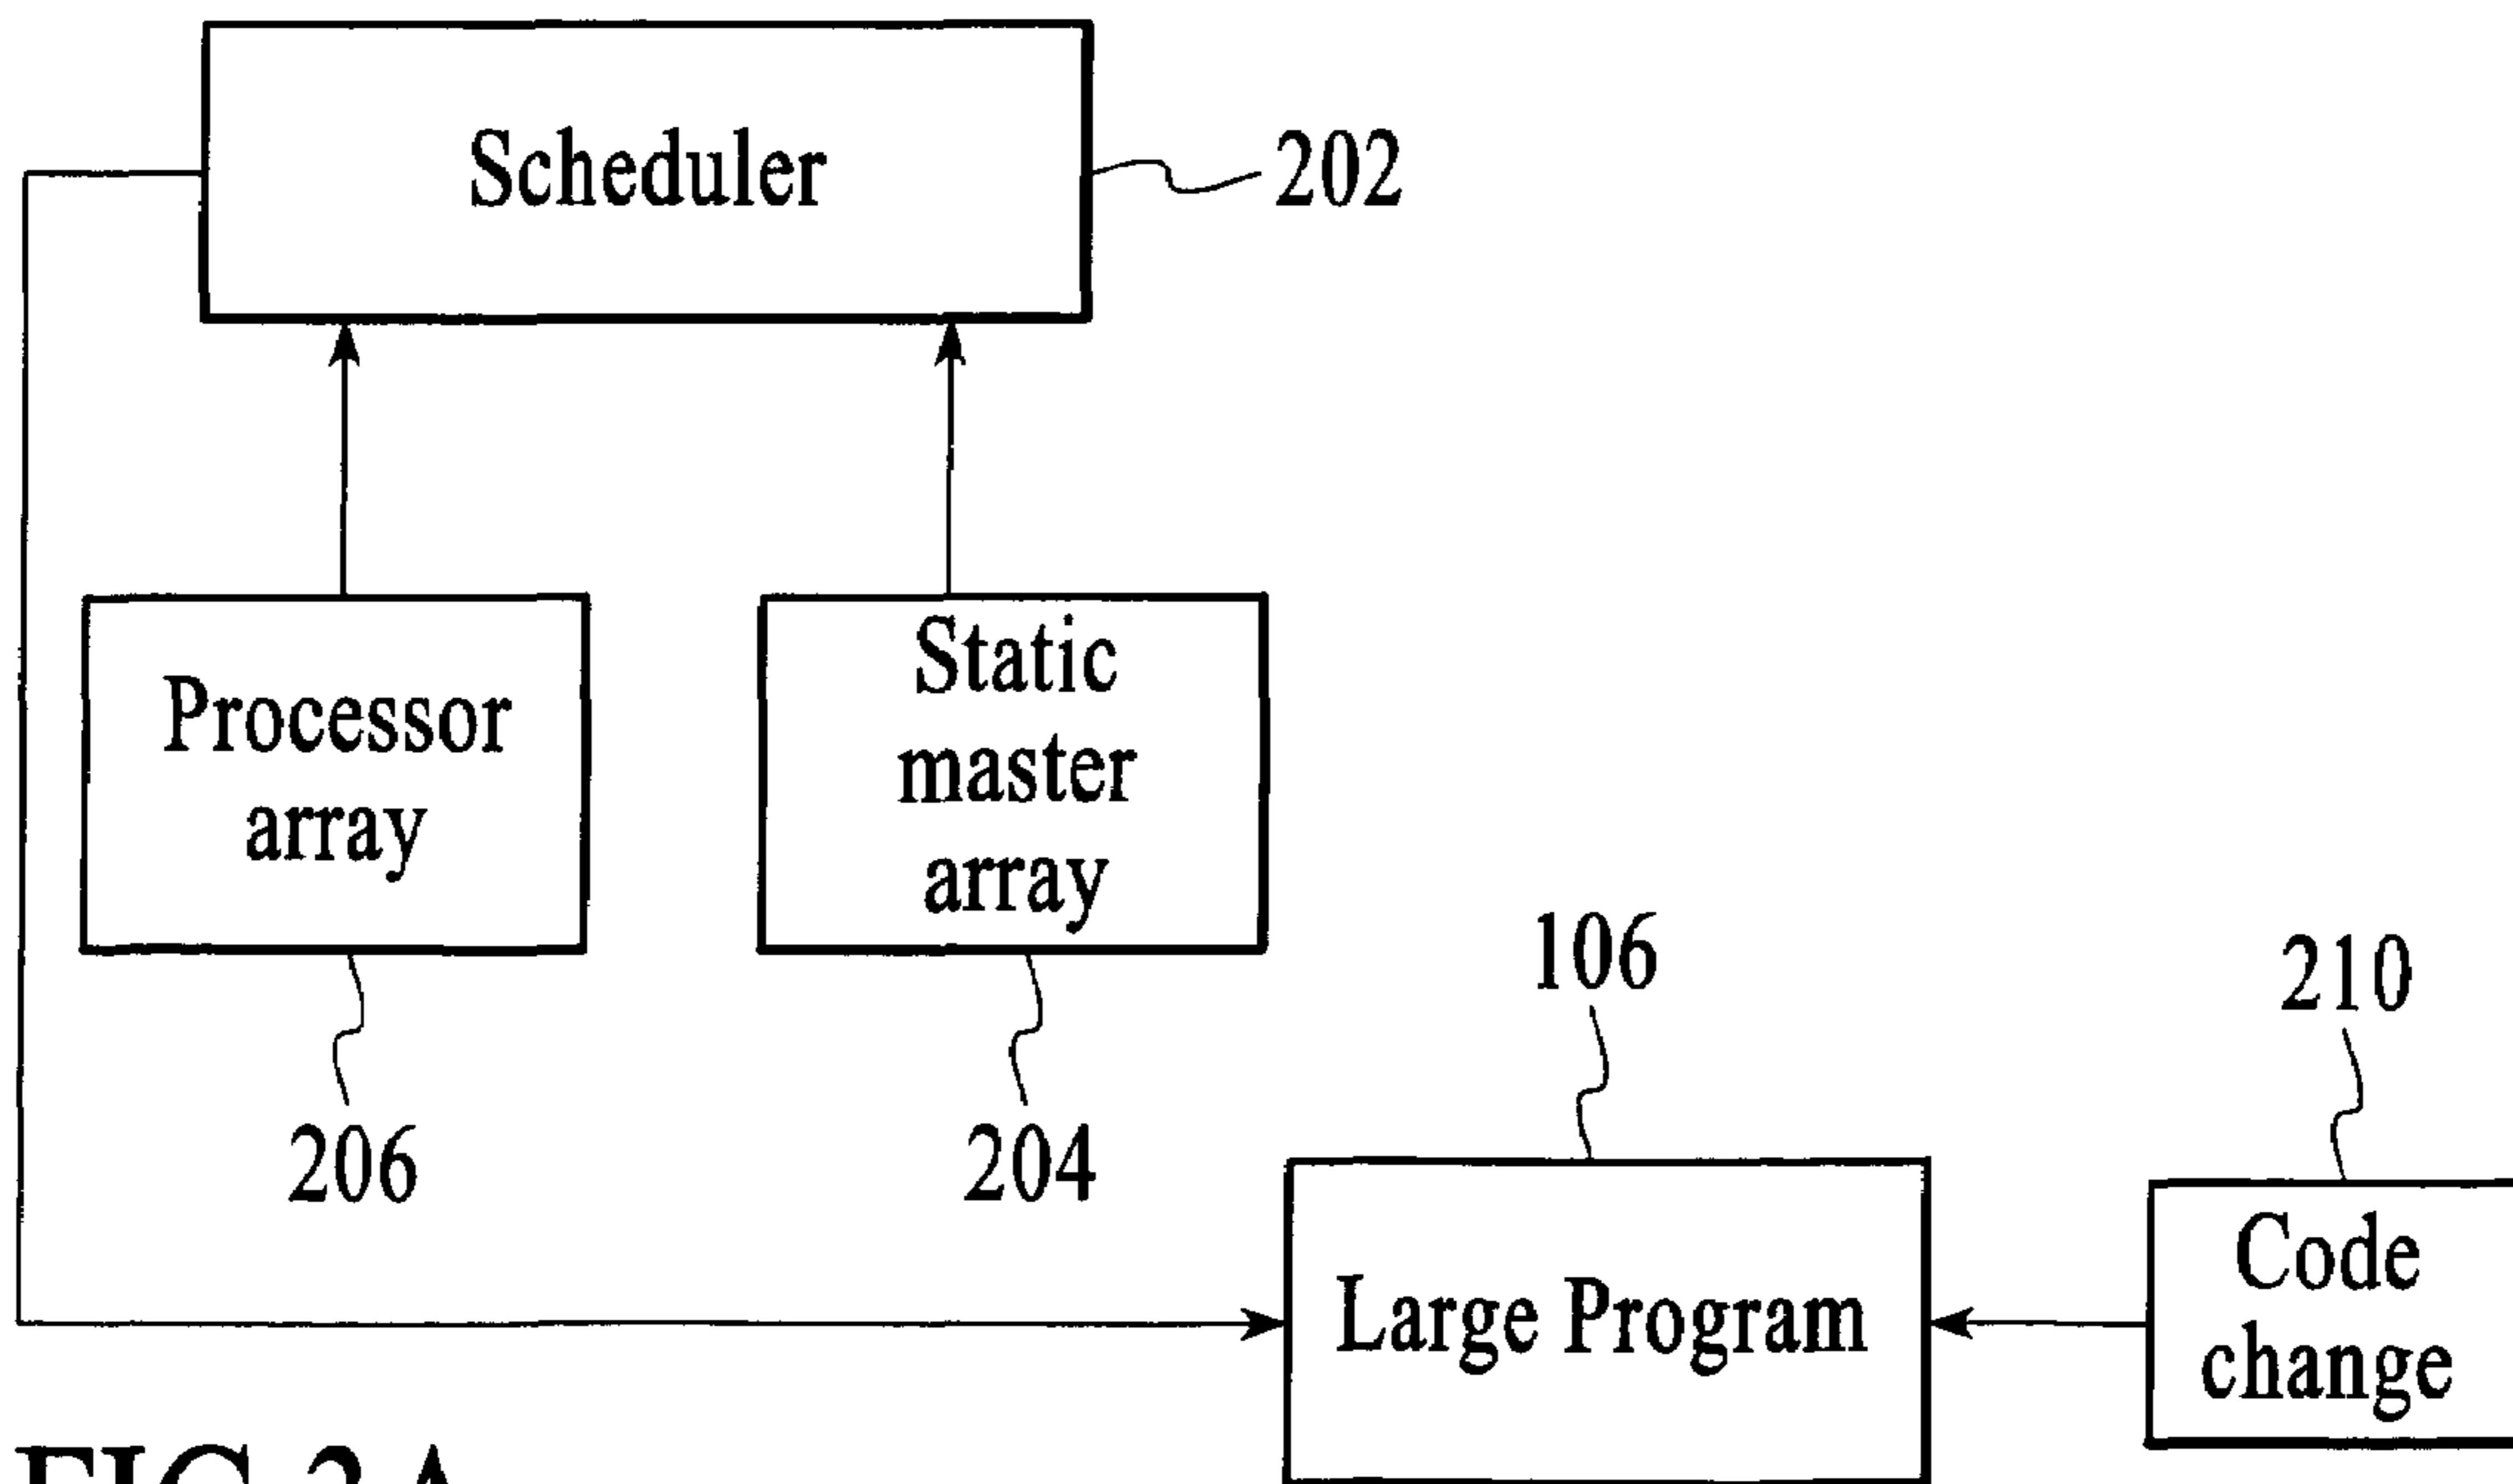 Scheduler
202
Processor
array
Static
master
array
206
204
106
210
Large Program
Code
change